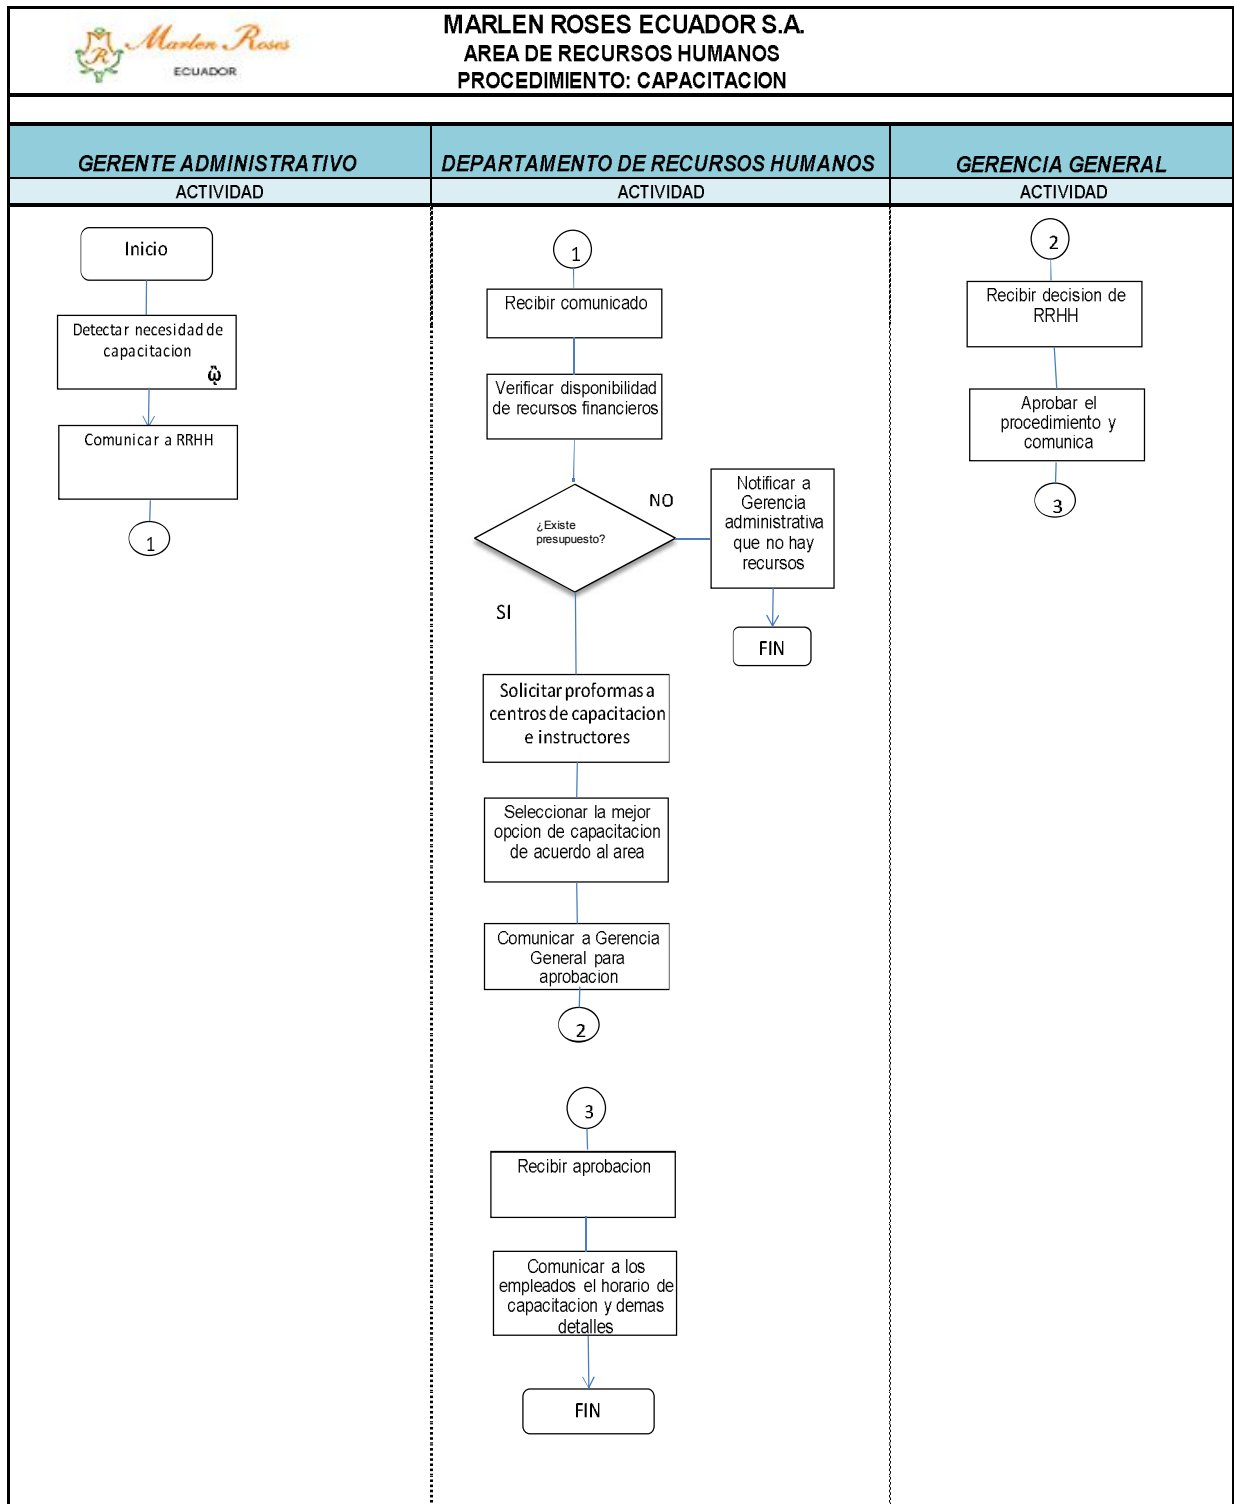 Marlen Roses
ECUADOR
MARLEN ROSES ECUADOR S.A.
AREA DE RECURSOS HUMANOS
PROCEDIMIENTO: CAPACITACION
GERENTE ADMINISTRATIVO
DEPARTAMENTO DE RECURSOS HUMANOS
GERENCIA GENERAL
ACTIVIDAD
ACTIVIDAD
ACTIVIDAD
Inicio
Detectar necesidad de
capacitacion
Comunicar a RRHH
1
1
Recibir comunicado
Verificar disponibilidad
de recursos financieros
¿Existe
presupuesto?
NO
Notificar a
Gerencia
administrativa
que no hay
recursos
FIN
SI
Solicitar proformas a
centros de capacitacion
e instructores
Seleccionar la mejor
opcion de capacitacion
de acuerdo al area
Comunicar a Gerencia
General para
aprobacion
2
3
Recibir aprobacion
Comunicar a los
empleados el horario de
capacitacion y demas
detalles
FIN
2
Recibir decision de
RRHH
Aprobar el
procedimiento y
comunica
3